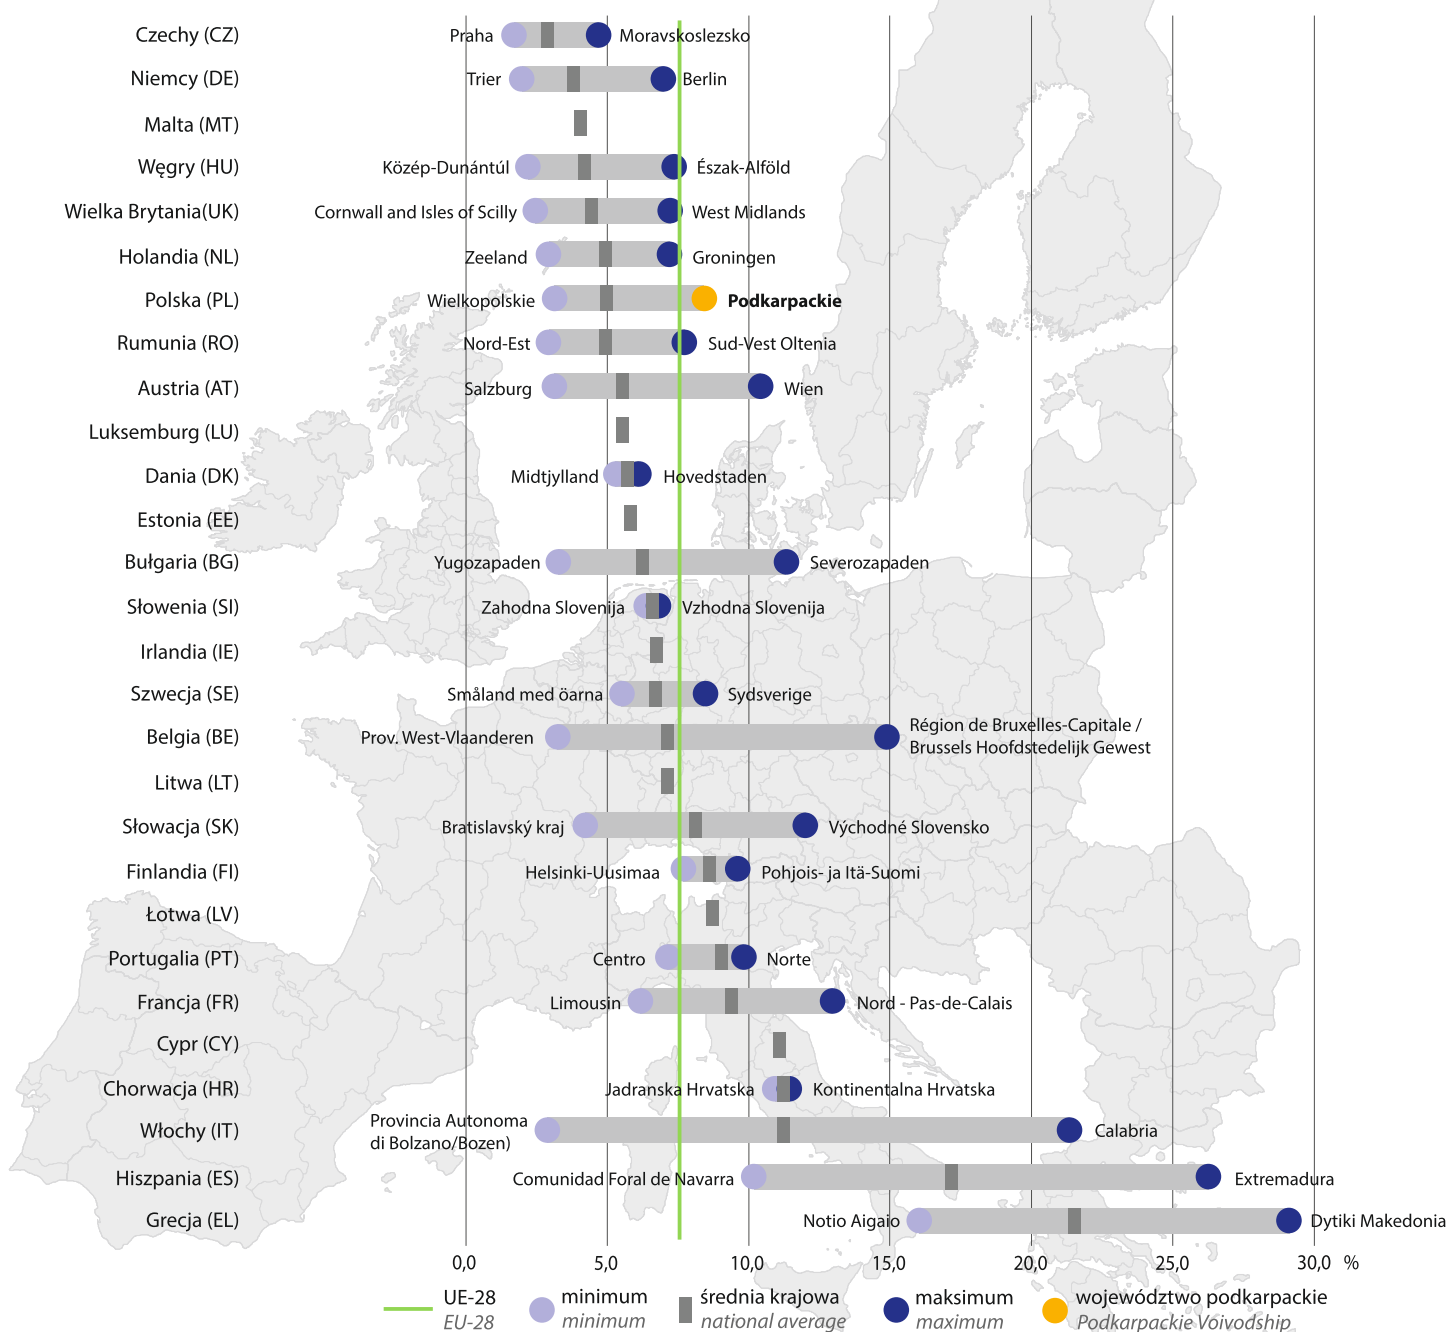 Czechy (CZ) Praha Moravskoslezsko
Niemcy (DE) Trier Berlin
Malta (MT)
Węgry (HU) Közép-Dunántúl Észak-Alföld
Wielka Brytania(UK) Cornwall and Isles of Scilly West Midlands
Holandia (NL) Zeeland Groningen
Polska (PL) Wielkopolskie Podkarpackie
Rumunia (RO) Nord-Est Sud-Vest Oltenia
Austria (AT) Salzburg Wien
Luksemburg (LU)
Dania (DK) Midtjylland Hovedstaden
Estonia (EE)
Bułgaria (BG) Yugozapaden Severozapaden
Słowenia (SI) Zahodna Slovenija Vzhodna Slovenija
Irlandia (IE)
Szwecja (SE) Småland med öarna Sydsverige
Belgia (BE) Prov. West-Vlaanderen Région de Bruxelles-Capitale /
Brussels Hoofdstedelijk Gewest
Litwa (LT)
Słowacja (SK) Bratislavský kraj Východné Slovensko
Finlandia (FI) Helsinki-Uusimaa Pohjois- ja Itä-Suomi
Łotwa (LV)
Portugalia (PT) Centro Norte
Francja (FR) Limousin Nord - Pas-de-Calais
Cypr (CY)
Chorwacja (HR) Jadranska Hrvatska Kontinentalna Hrvatska
Włochy (IT) Provincia Autonoma
di Bolzano/Bozen) Calabria
Hiszpania (ES) Comunidad Foral de Navarra Extremadura
Grecja (EL) Notio Aigaio Dytiki Makedonia
0,0 5,0 10,0 15,0 20,0 25,0 30,0 %
UE-28 minimum średnia krajowa maksimum województwo podkarpackie
EU-28 minimum national average maximum Podkarpackie Voivodship